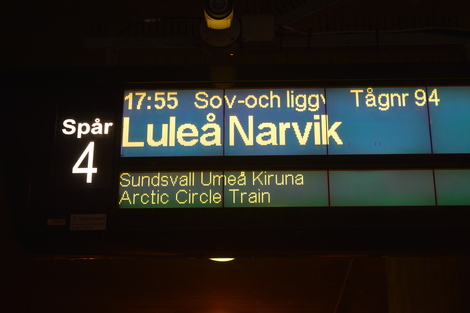 17:55 Sov-och liggv Tågnr 94
Spår
4
Luleå Narvik
Sundsvall Umeå Kiruna
Arctic Circle Train